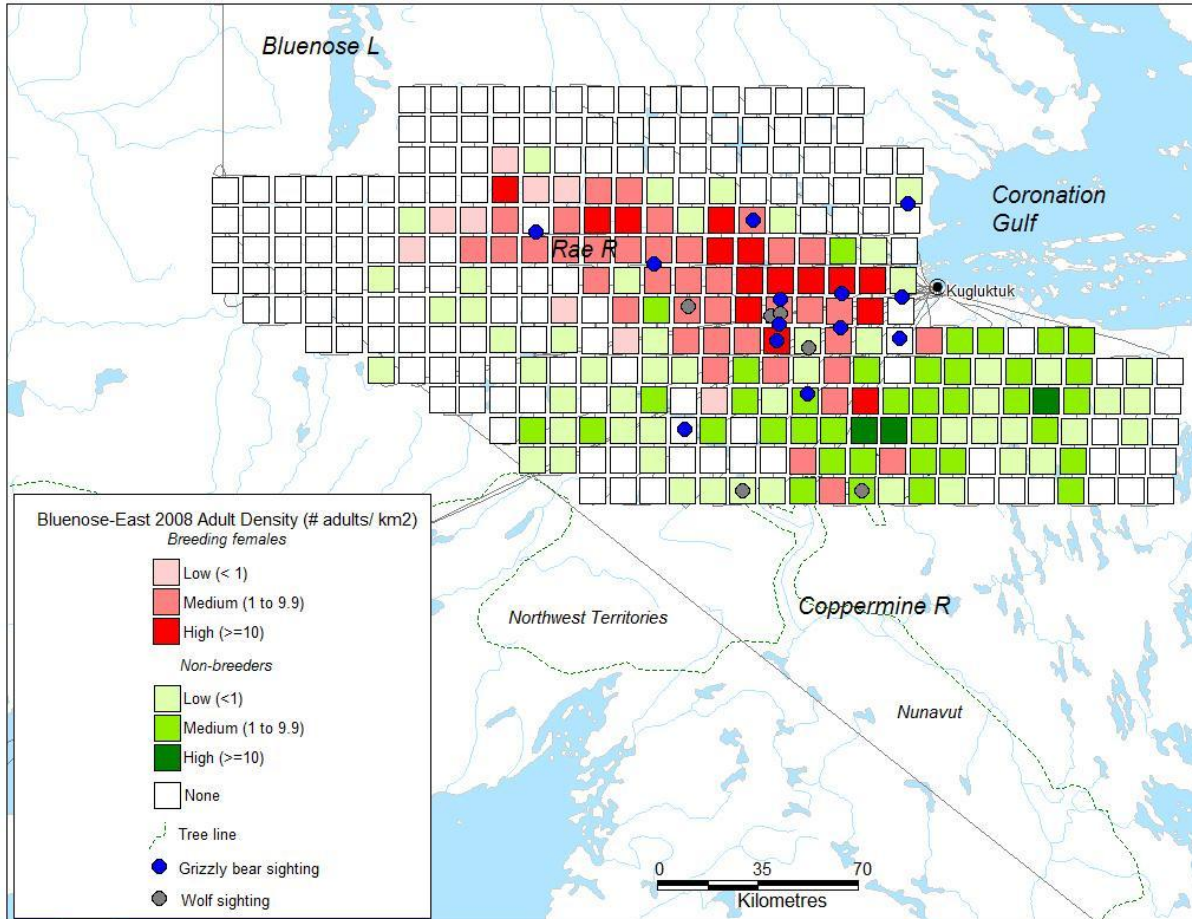 Bluenose L
Coronation
Gulf
Rae R
Kugluktuk
Bluenose-East 2008 Adult Density (# adults/ km2)
Breeding females
Low (< 1)
Medium (1 to 9.9)
High (>=10)
Non-breeders
Low (<1)
Medium (1 to 9.9)
High (>=10)
None
Tree line
Grizzly bear sighting
Wolf sighting
Northwest Territories
Coppermine R
Nunavut
0 35 70
Kilometres